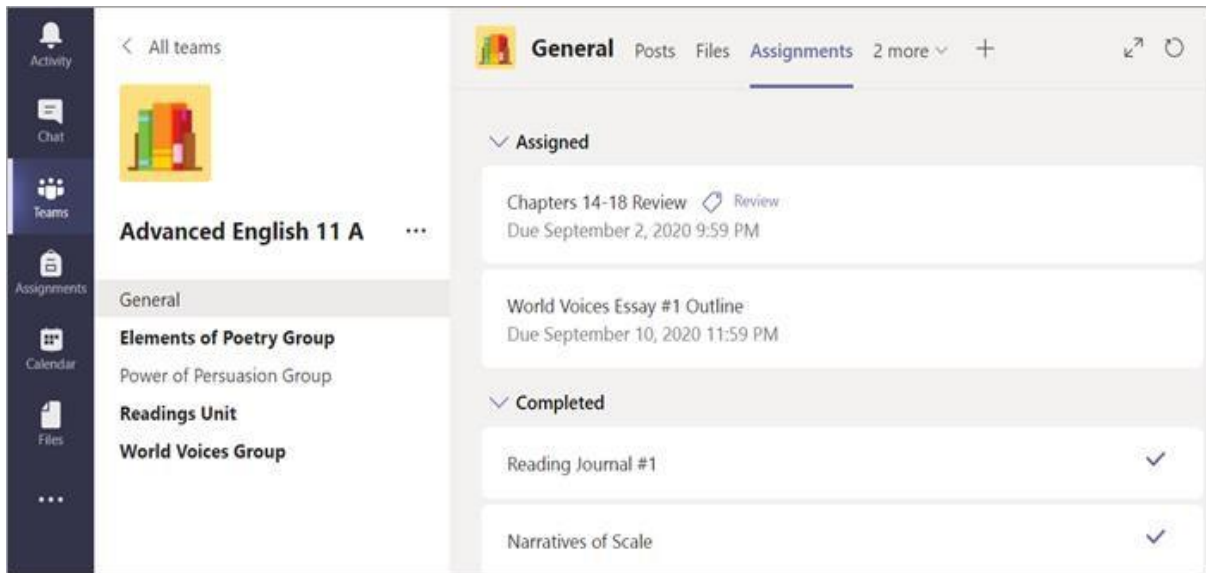 Activity
Chat
Teams
Assignments
Calendar
Files
All teams
Advanced English 11 A
General
Elements of Poetry Group
Power of Persuasion Group
Readings Unit
World Voices Group
General Posts Files Assignments 2 more
Assigned
Chapters 14-18 Review Review
Due September 2, 2020 9:59 PM
World Voices Essay #1 Outline
Due September 10, 2020 11:59 PM
Completed
Reading Journal #1
Narratives of Scale